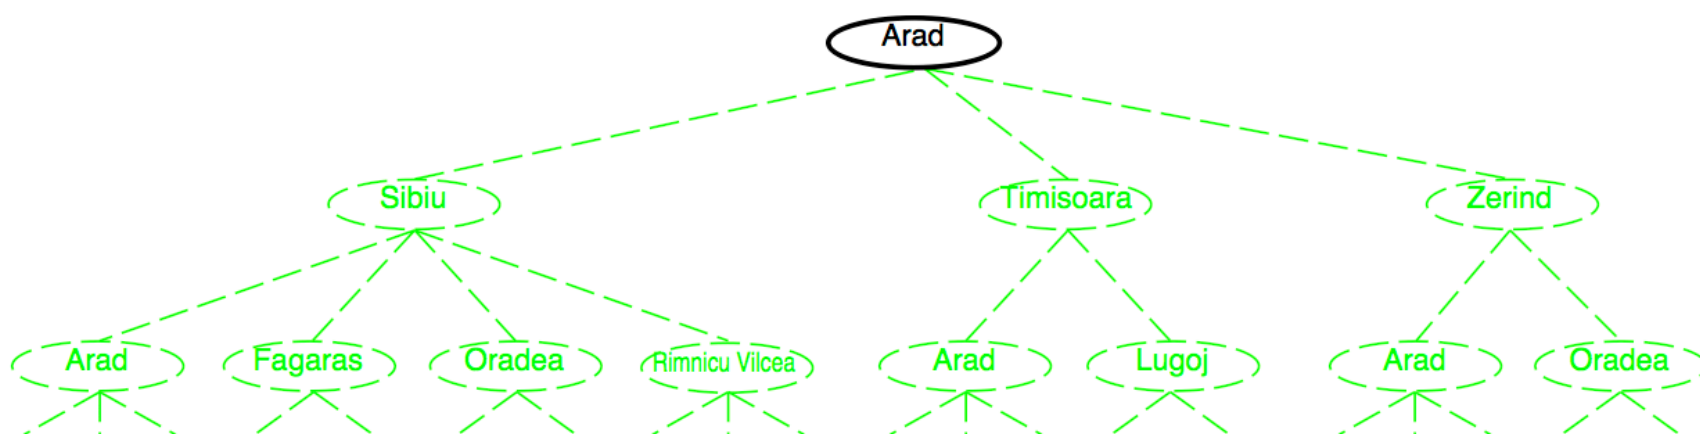 Arad
Sibiu Timisoara Zerind
Arad Fagaras Oradea Rimnicu Vilcea Arad Lugoj Arad Oradea